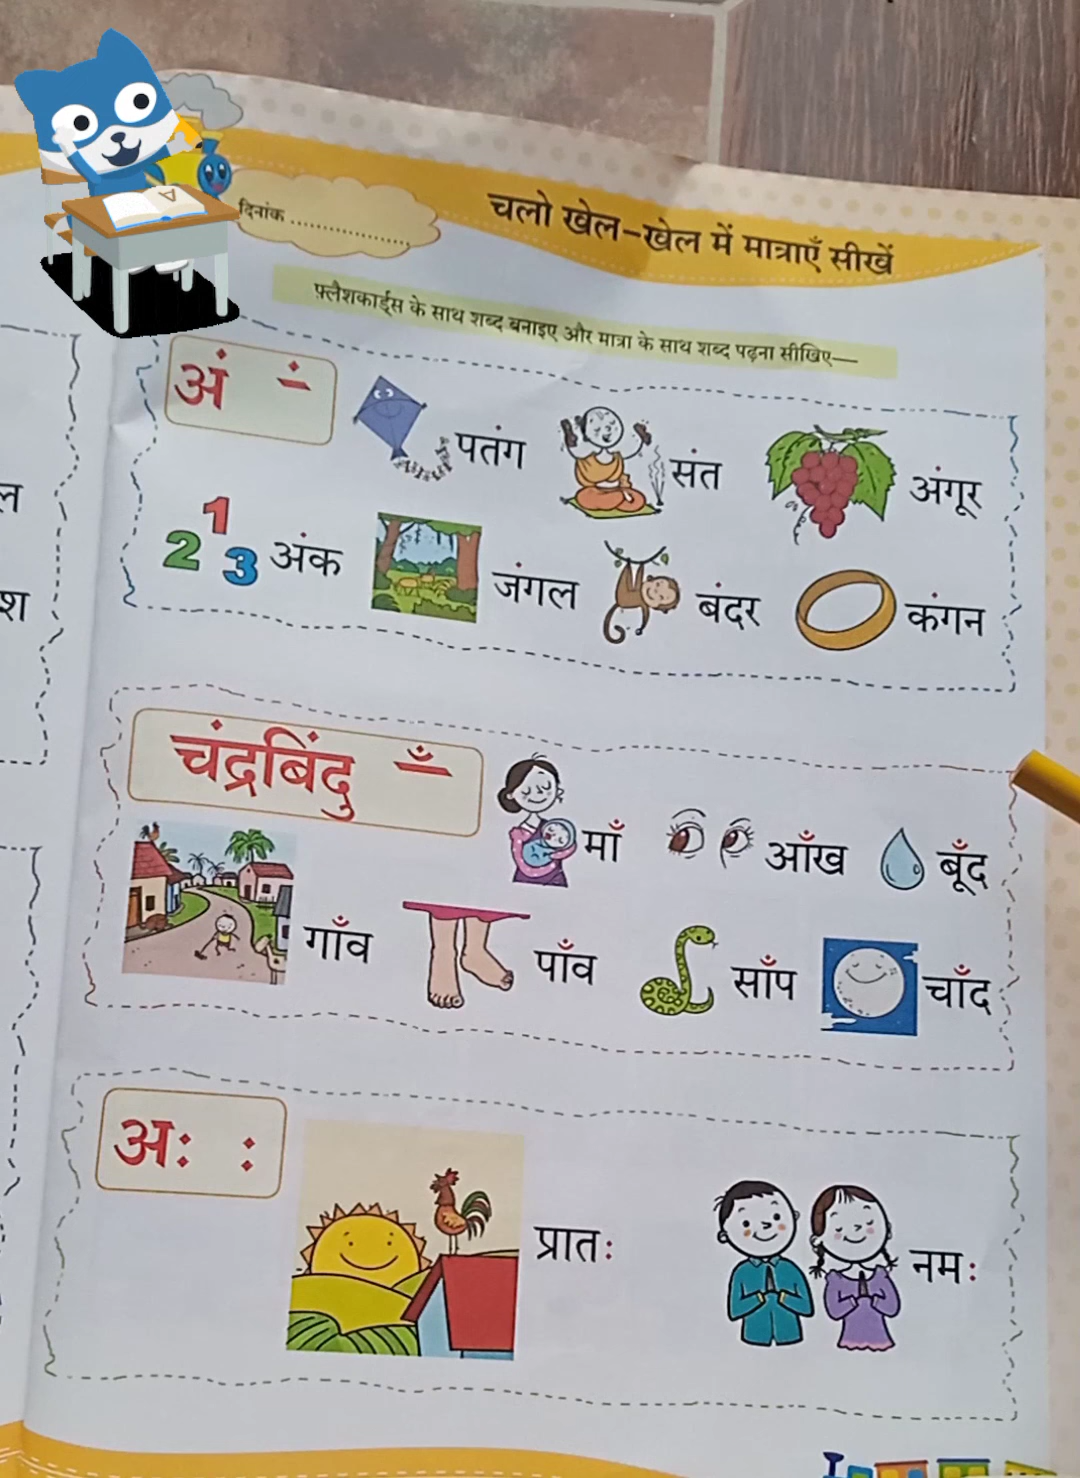 दिनांक ....................
चलो खेल-खेल में मात्राएँ सीखें
फ़्लैशकार्ड्स के साथ शब्द बनाइए और मात्रा के साथ शब्द पढ़ना सीखिए—
अं ं
पतंग
संत
अंगूर
1
2 3
अंक
जंगल
बंदर
कंगन
चंद्रबिंदु ँ
माँ
आँख
बूँद
गाँव
पाँव
साँप
चाँद
अः ः
प्रातः
नमः
ल
श
A